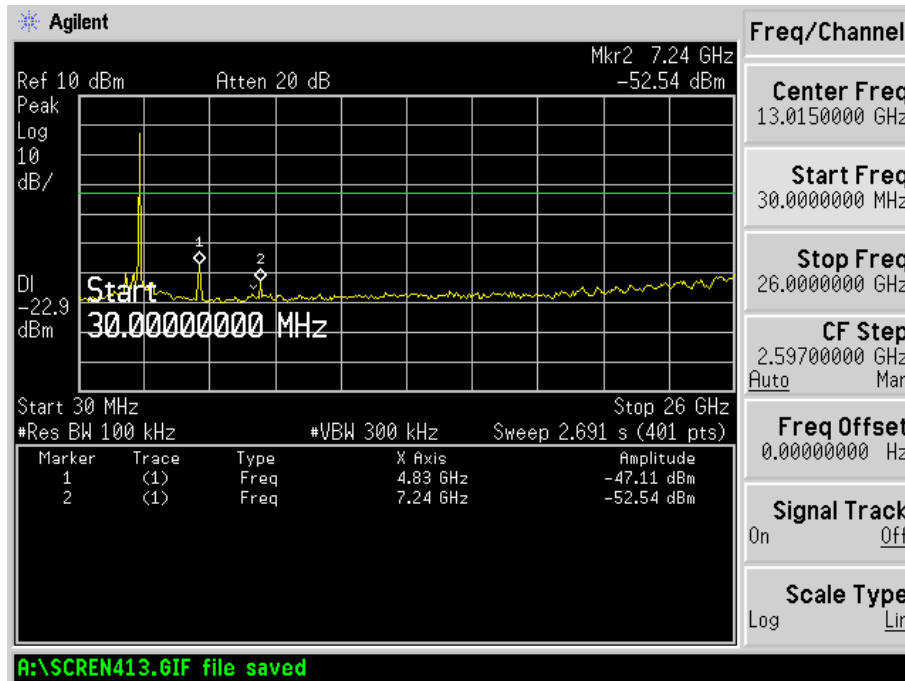 Agilent
Freq/Channel
Mkr2 7.24 GHz
Ref 10 dBm Atten 20 dB -52.54 dBm
Peak
Log
10
dB/
1
2
DI
-22.9
dBm
Start
30.00000000 MHz
Start 30 MHz Stop 26 GHz
#Res BW 100 kHz #VBW 300 kHz Sweep 2.691 s (401 pts)
Marker Trace Type X Axis Amplitude
1 (1) Freq 4.83 GHz -47.11 dBm
2 (1) Freq 7.24 GHz -52.54 dBm
Center Freq
13.0150000 GHz
Start Freq
30.0000000 MHz
Stop Freq
26.0000000 GHz
CF Step
2.59700000 GHz
Auto Man
Freq Offset
0.00000000 Hz
Signal Track
On Off
Scale Type
Log Lin
A:\SCREN413.GIF file saved